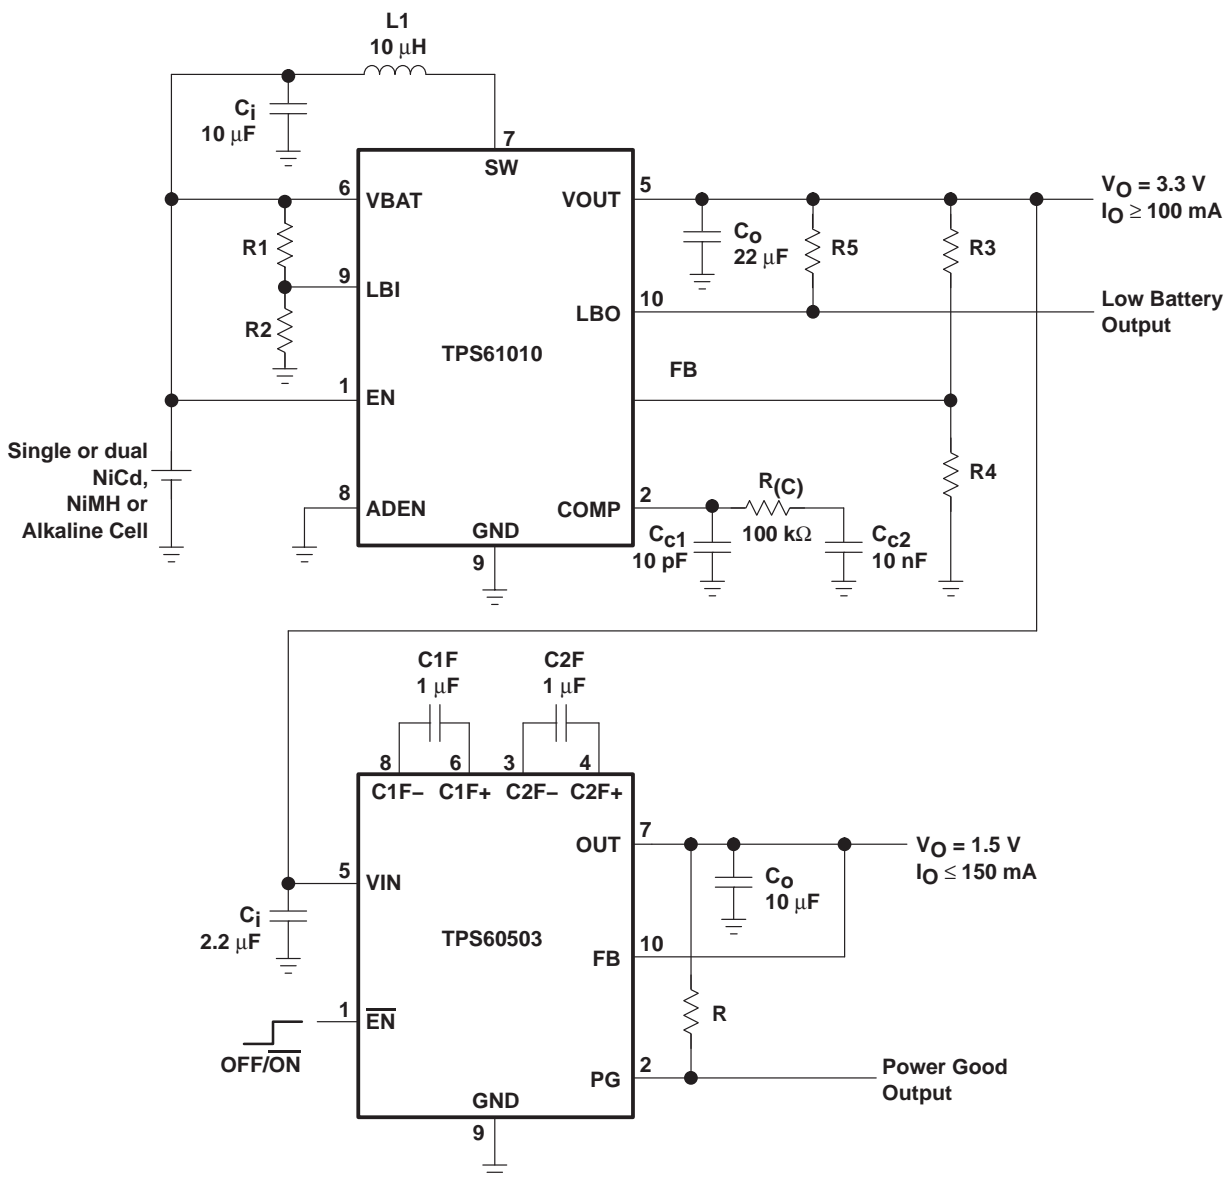 L1
10 µH
Ci
10 µF
7
SW
6
VBAT
VOUT
5
VO = 3.3 V
IO ≥ 100 mA
R1
Co
22 µF
R5
R3
9
LBI
10
LBO
Low Battery
Output
R2
TPS61010
FB
1
EN
Single or dual
NiCd,
NiMH or
Alkaline Cell
R4
8
ADEN
COMP
2
R(C)
100 kΩ
Cc1
10 pF
Cc2
10 nF
GND
9
C1F
1 µF
C2F
1 µF
8
6
3
4
C1F–
C1F+
C2F–
C2F+
OUT
7
VO = 1.5 V
IO ≤ 150 mA
5
VIN
Co
10 µF
Ci
2.2 µF
TPS60503
FB
10
1
E̅N̅
OFF/O̅N̅
R
PG
2
Power Good
Output
GND
9